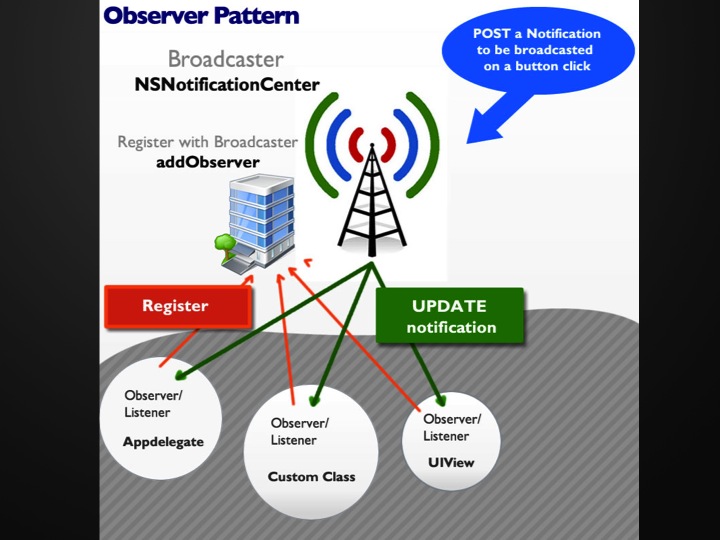 Observer Pattern
Broadcaster
NSNotificationCenter
POST a Notification
to be broadcasted
on a button click
Register with Broadcaster
addObserver
Register
UPDATE
notification
Observer/
Listener
Appdelegate
Observer/
Listener
Custom Class
Observer/
Listener
UIView